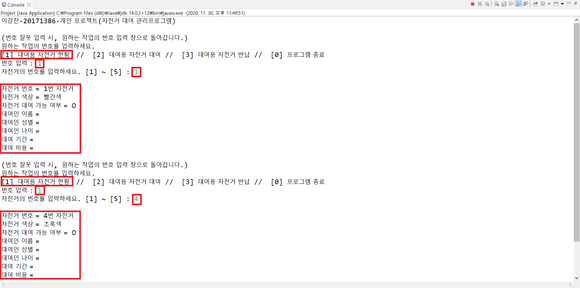 Console
Project [Java Application] C:\Program Files (x86)\Java\jdk-14.0.2+12\bin\javaw.exe (2020. 11. 30. 오후 11:49:51)
이강찬-20171386-개인 프로젝트(자전거 대여 관리프로그램)
(번호 잘못 입력 시, 원하는 작업의 번호 입력 창으로 돌아갑니다.)
원하는 작업의 번호를 입력하세요.
[1] 대여용 자전거 현황 // [2] 대여용 자전거 대여 // [3] 대여용 자전거 반납 // [0] 프로그램 종료
번호 입력 : 1
자전거의 번호를 입력하세요. [1] ~ [5] : 1
자전거 번호 = 1번 자전거
자전거 색상 = 빨간색
자전거 대여 가능 여부 = O
대여인 이름 =
대여인 성별 =
대여인 나이 =
대여 기간 =
대여 비용 =
(번호 잘못 입력 시, 원하는 작업의 번호 입력 창으로 돌아갑니다.)
원하는 작업의 번호를 입력하세요.
[1] 대여용 자전거 현황 // [2] 대여용 자전거 대여 // [3] 대여용 자전거 반납 // [0] 프로그램 종료
번호 입력 : 1
자전거의 번호를 입력하세요. [1] ~ [5] : 4
자전거 번호 = 4번 자전거
자전거 색상 = 초록색
자전거 대여 가능 여부 = O
대여인 이름 =
대여인 성별 =
대여인 나이 =
대여 기간 =
대여 비용 =